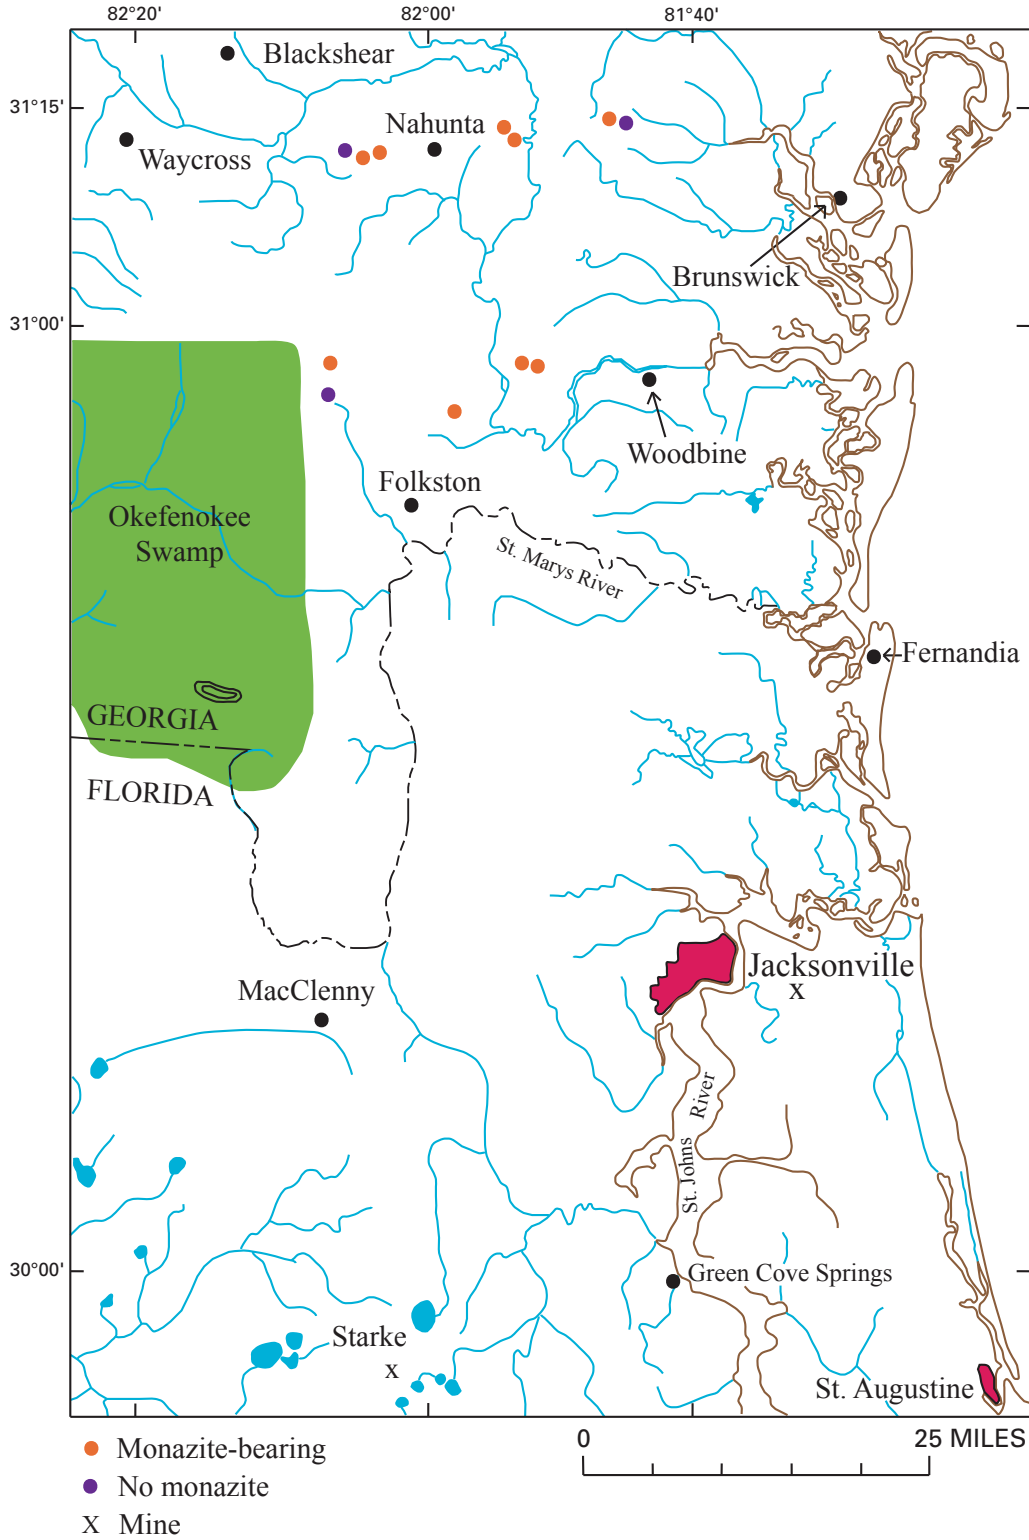 82°20'
82°00'
81°40'
Blackshear
31°15'
Nahunta
Waycross
Brunswick
31°00'
Woodbine
Folkston
Okefenokee
Swamp
St. Marys River
Fernandia
GEORGIA
FLORIDA
Jacksonville
X
MacClenny
River
St. Johns
30°00'
Green Cove Springs
Starke
X
St. Augustine
0
25 MILES
Monazite-bearing
No monazite
X Mine